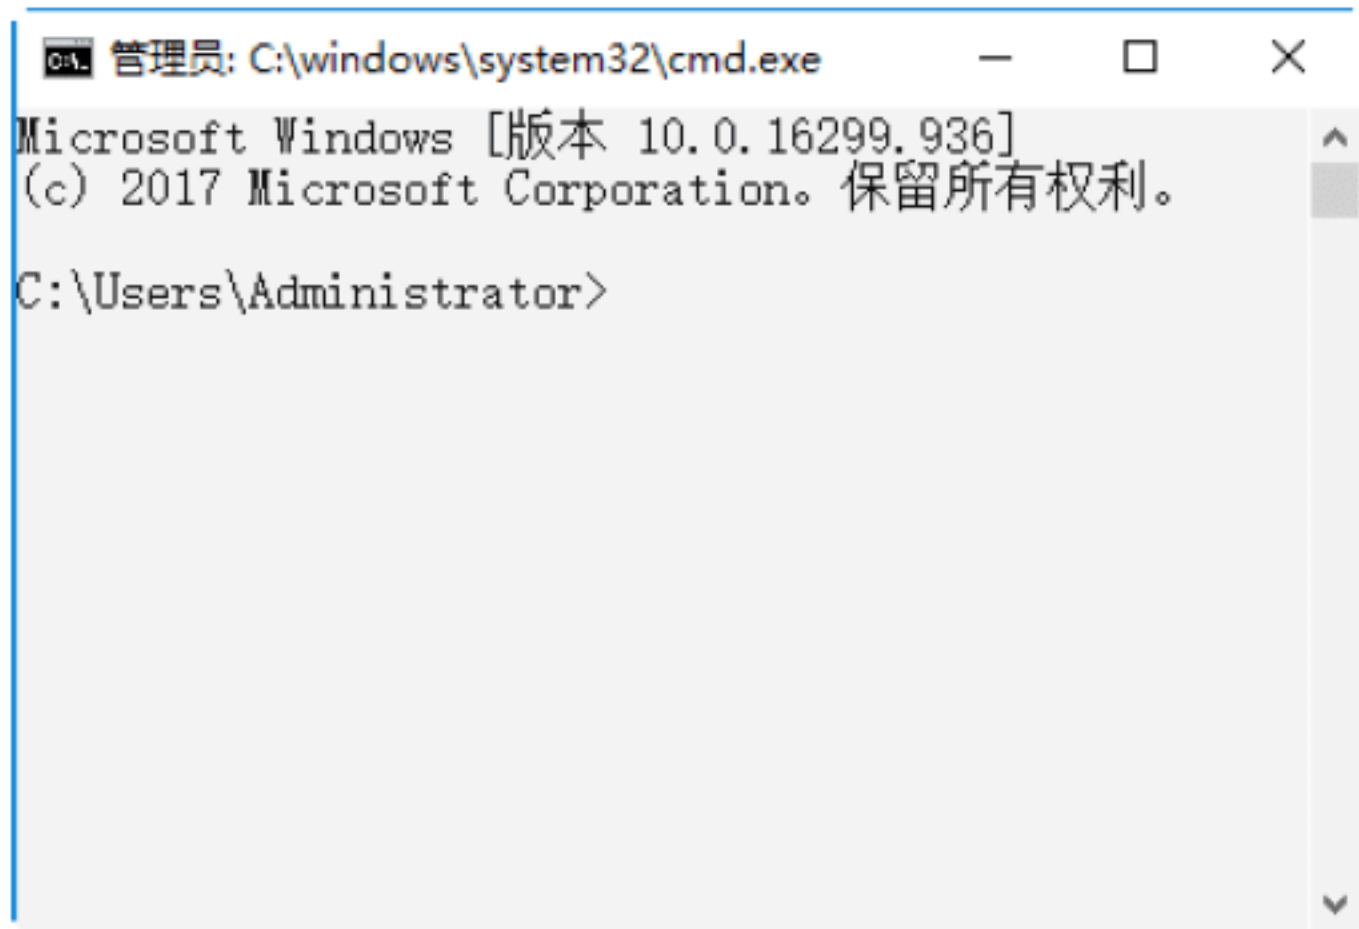 管理员: C:\windows\system32\cmd.exe
Microsoft Windows [版本 10.0.16299.936]
(c) 2017 Microsoft Corporation。保留所有权利。
C:\Users\Administrator>